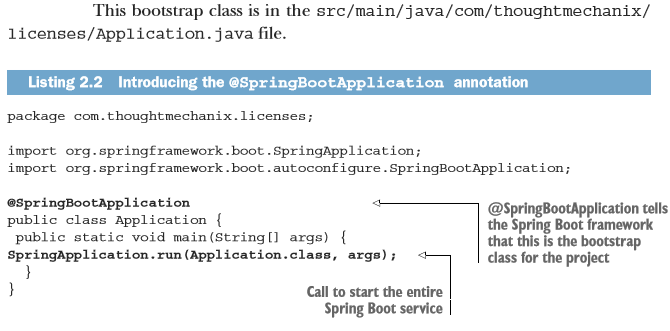 This bootstrap class is in the src/main/java/com/thoughtmechanix/
licenses/Application.java file.
Listing 2.2 Introducing the @SpringBootApplication annotation
package com.thoughtmechanix.licenses;
import org.springframework.boot.SpringApplication;
import org.springframework.boot.autoconfigure.SpringBootApplication;
@SpringBootApplication
public class Application {
public static void main(String[] args) {
SpringApplication.run(Application.class, args);
}
}
@SpringBootApplication tells
the Spring Boot framework
that this is the bootstrap
class for the project
Call to start the entire
Spring Boot service